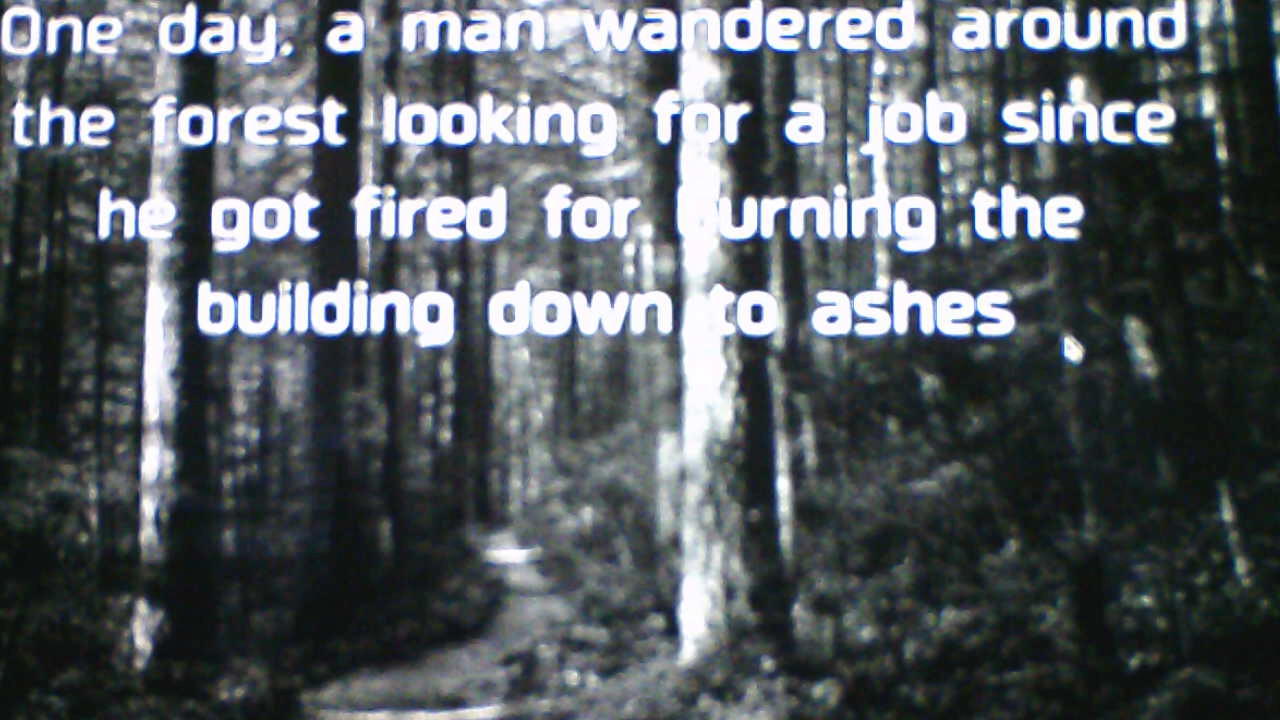 One day, a man wandered around
the forest looking for a job since
he got fired for burning the
building down to ashes